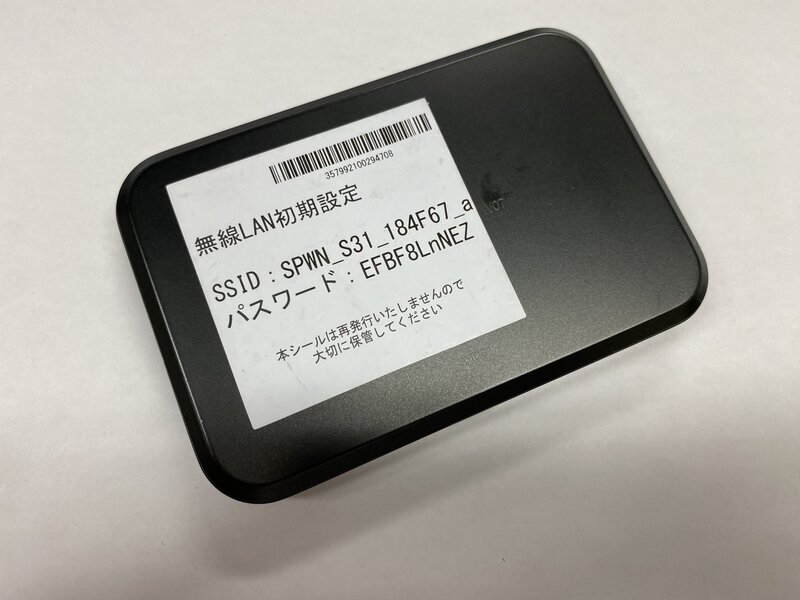 357992100294708
無線LAN初期設定
SSID：SPWN_S31_184F67_a
パスワード：EFBF8LnNEZ
本シールは再発行いたしませんので
大切に保管してください